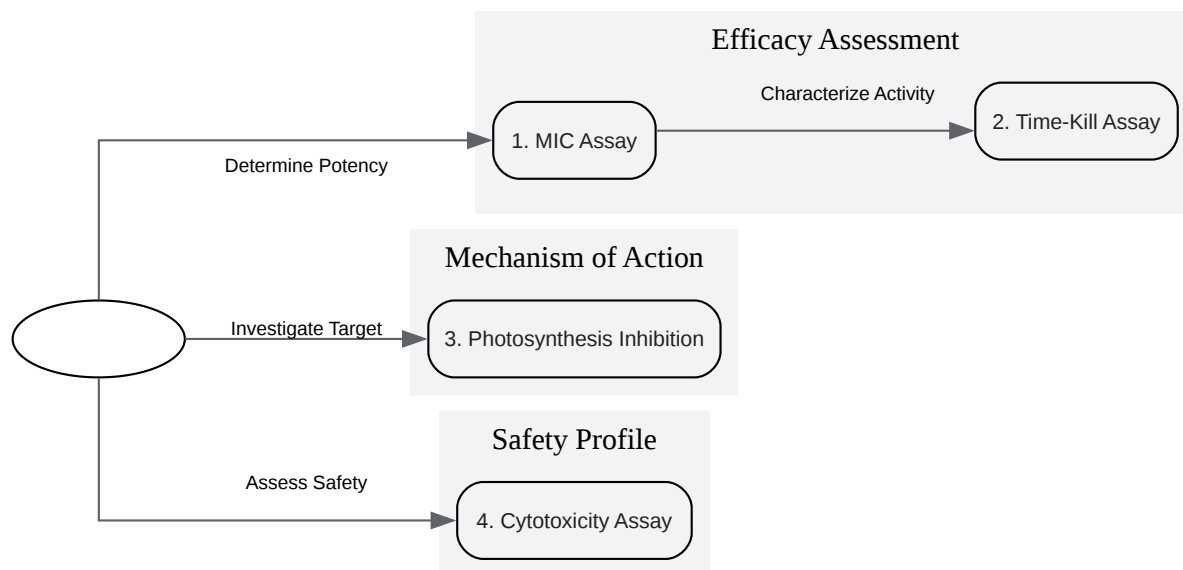 Efficacy Assessment
Characterize Activity
1. MIC Assay
2. Time-Kill Assay
Determine Potency
Mechanism of Action
Investigate Target
3. Photosynthesis Inhibition
Safety Profile
Assess Safety
4. Cytotoxicity Assay